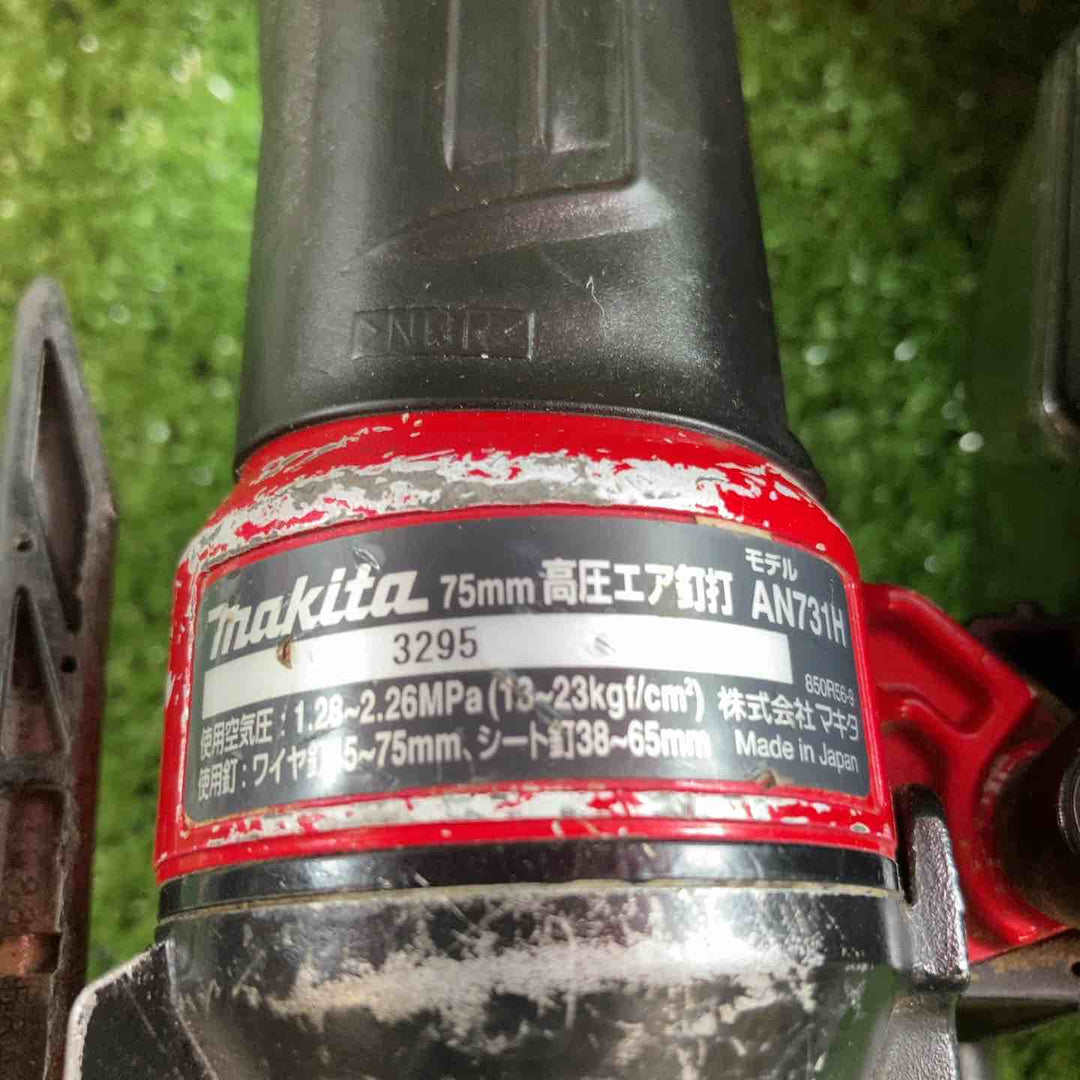 >NBR<
makita 75mm 高圧エア釘打 モデル AN731H
3295
使用空気圧：1.28~2.26MPa(13~23kgf/cm²) 株式会社マキタ 850R56-9
使用釘：ワイヤ釘 5~75mm、シート釘38~65mm Made in Japan